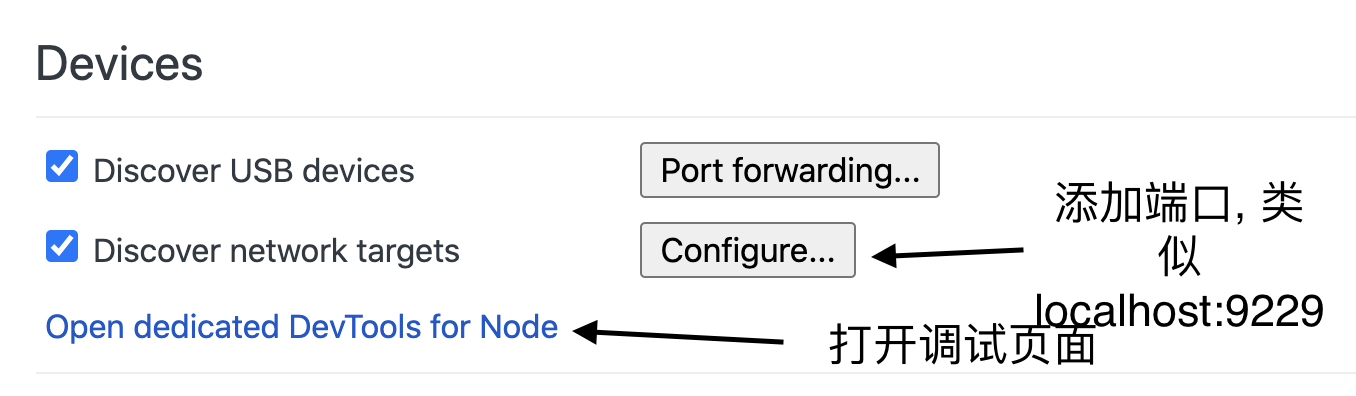 Devices
Discover USB devices
Port forwarding...
Discover network targets
Configure...
添加端口, 类
似
localhost:9229
Open dedicated DevTools for Node
打开调试页面